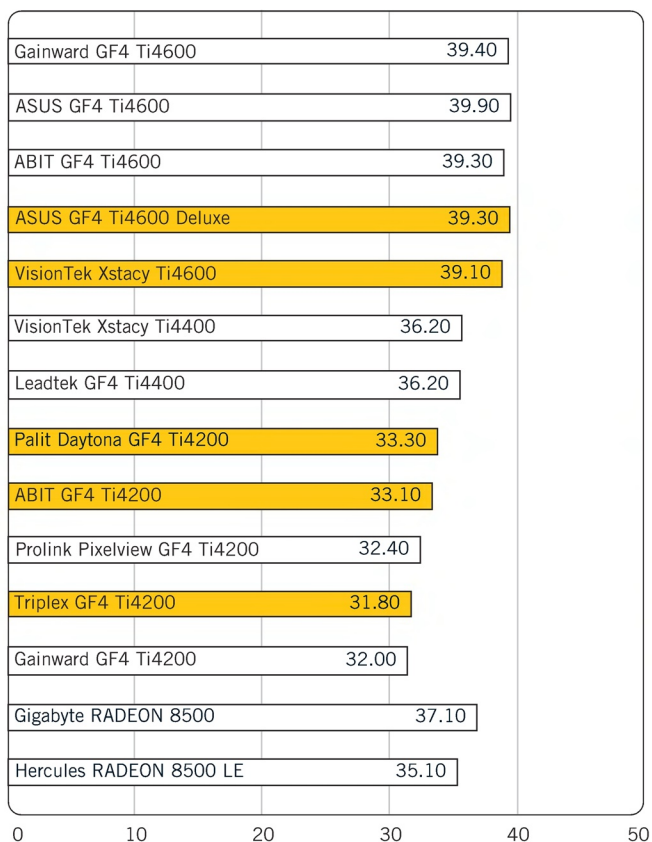 Gainward GF4 Ti4600 39.40
ASUS GF4 Ti4600 39.90
ABIT GF4 Ti4600 39.30
ASUS GF4 Ti4600 Deluxe 39.30
VisionTek Xstacy Ti4600 39.10
VisionTek Xstacy Ti4400 36.20
Leadtek GF4 Ti4400 36.20
Palit Daytona GF4 Ti4200 33.30
ABIT GF4 Ti4200 33.10
Prolink Pixelview GF4 Ti4200 32.40
Triplex GF4 Ti4200 31.80
Gainward GF4 Ti4200 32.00
Gigabyte RADEON 8500 37.10
Hercules RADEON 8500 LE 35.10
0 10 20 30 40 50